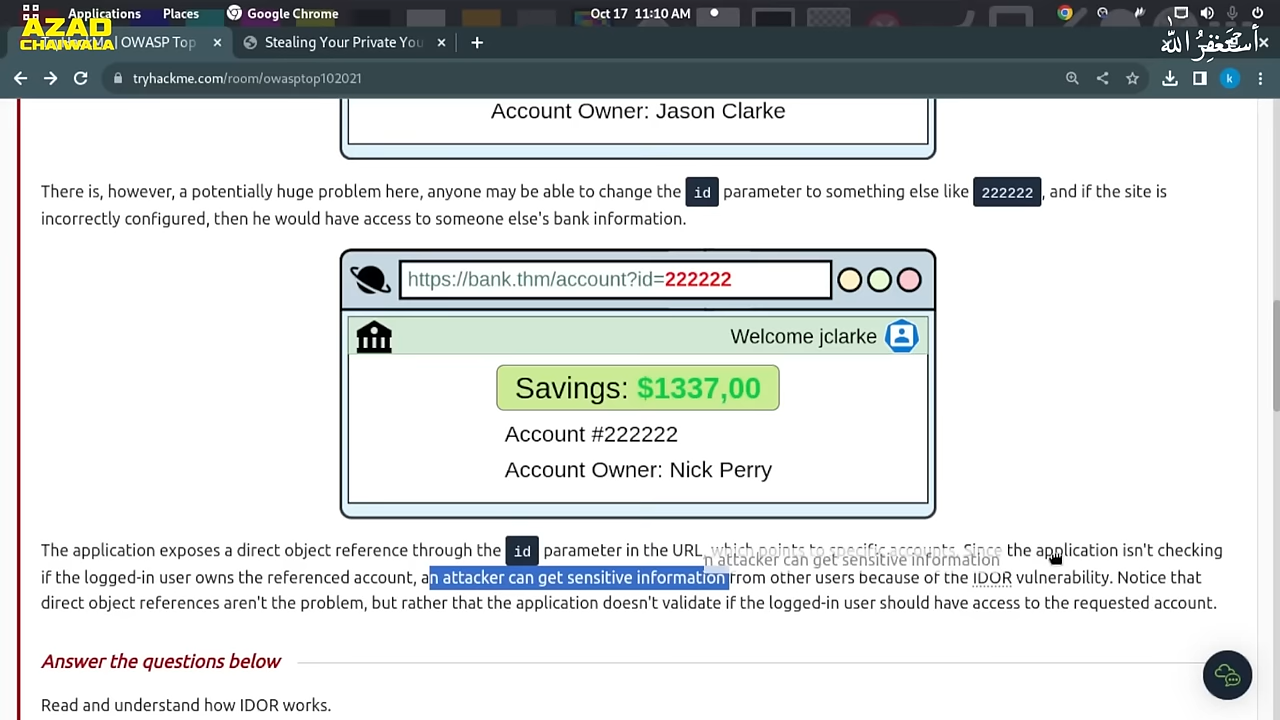 Applications Places Google Chrome Oct 17 11:10 AM
AZAD
CHAIWALA
OWASP Top Stealing Your Private You
أستغفر الله
tryhackme.com/room/owasptop102021 k
Account Owner: Jason Clarke
There is, however, a potentially huge problem here, anyone may be able to change the id parameter to something else like 222222, and if the site is
incorrectly configured, then he would have access to someone else's bank information.
https://bank.thm/account?id=222222
Welcome jclarke
Savings: $1337,00
Account #222222
Account Owner: Nick Perry
The application exposes a direct object reference through the id parameter in the URL, which points to specific accounts. Since the application isn't checking
n attacker can get sensitive information
if the logged-in user owns the referenced account, an attacker can get sensitive information from other users because of the IDOR vulnerability. Notice that
direct object references aren't the problem, but rather that the application doesn't validate if the logged-in user should have access to the requested account.
Answer the questions below
Read and understand how IDOR works.